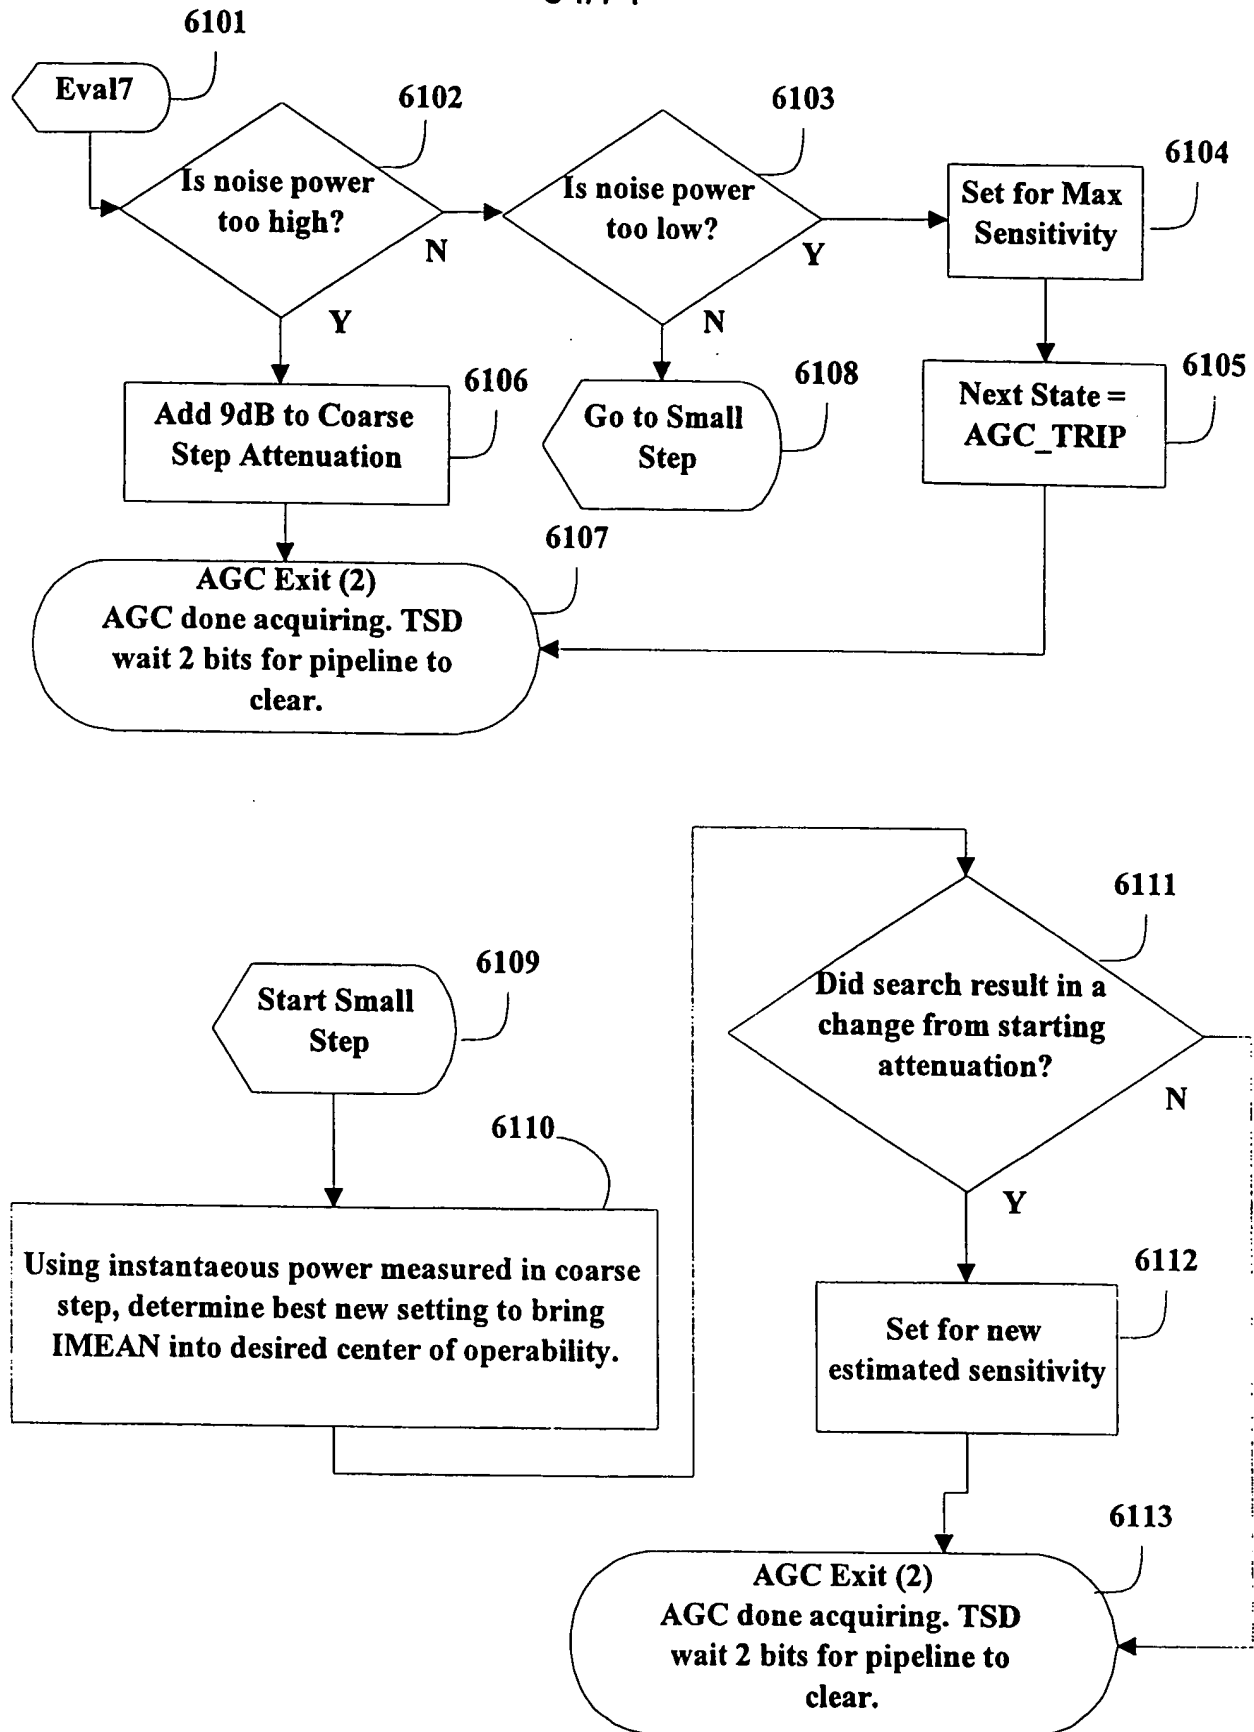 6101
Eval7
6102
Is noise power
too high?
N
Y
6103
Is noise power
too low?
Y
N
6104
Set for Max
Sensitivity
6105
Next State =
AGC_TRIP
6106
Add 9dB to Coarse
Step Attenuation
6108
Go to Small
Step
6107
AGC Exit (2)
AGC done acquiring. TSD
wait 2 bits for pipeline to
clear.
6109
Start Small
Step
6110
Using instantaeous power measured in coarse
step, determine best new setting to bring
IMEAN into desired center of operability.
6111
Did search result in a
change from starting
attenuation?
N
Y
6112
Set for new
estimated sensitivity
6113
AGC Exit (2)
AGC done acquiring. TSD
wait 2 bits for pipeline to
clear.